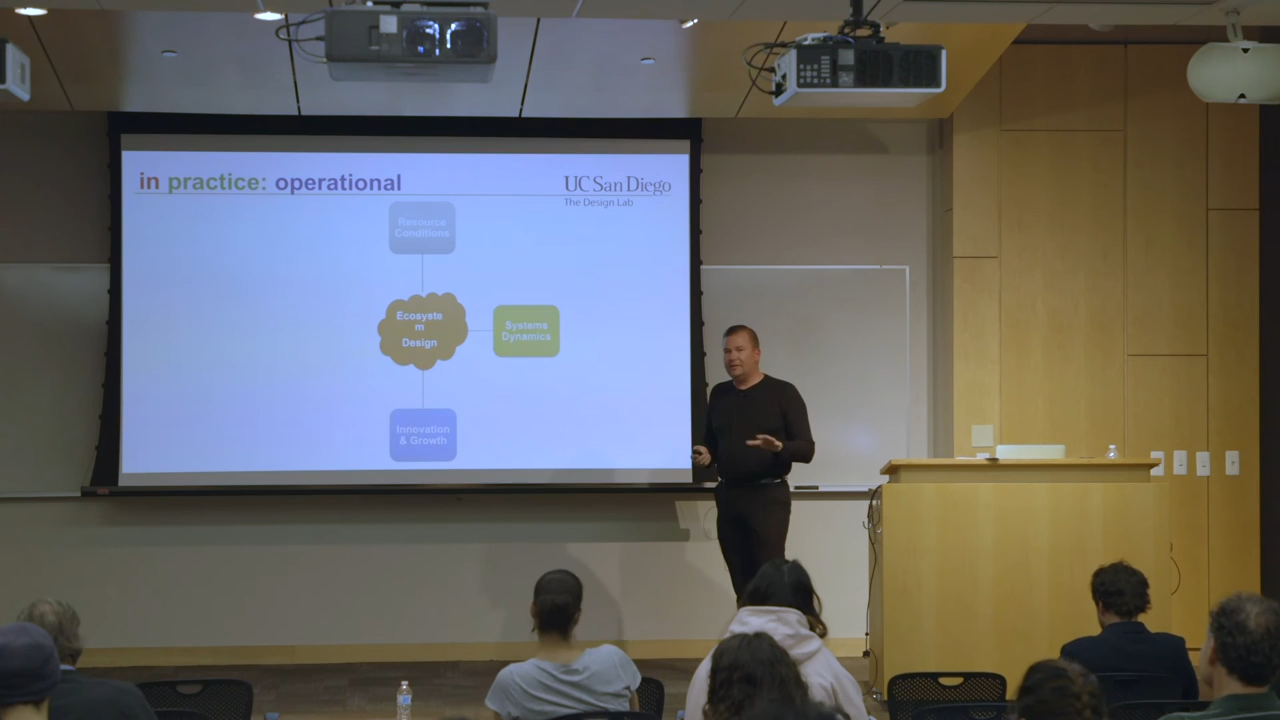 in practice: operational
UC San Diego
The Design Lab
Resource
Conditions
Ecosyste
m
Design
Systems
Dynamics
Innovation
& Growth